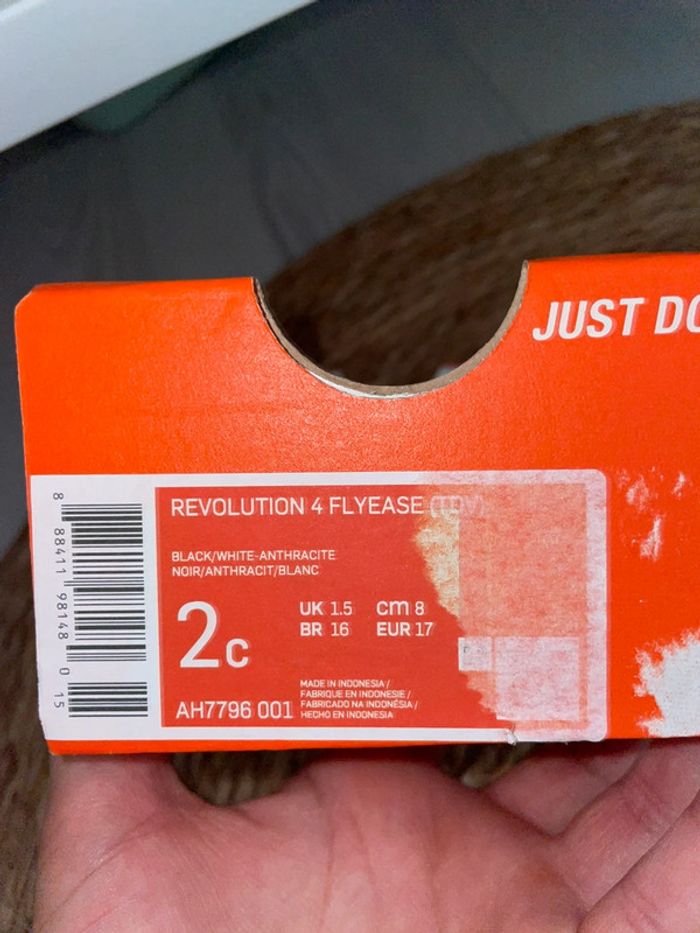 JUST DO
REVOLUTION 4 FLYEASE (TDV)
BLACK/WHITE-ANTHRACITE
NOIR/ANTHRACIT/BLANC
2C
UK 1.5 CM 8
BR 16 EUR 17
AH7796 001
MADE IN INDONESIA /
FABRIQUE EN INDONESIE /
FABRICADO NA INDONÉSIA /
HECHO EN INDONESIA
8 88411 98148 0 15